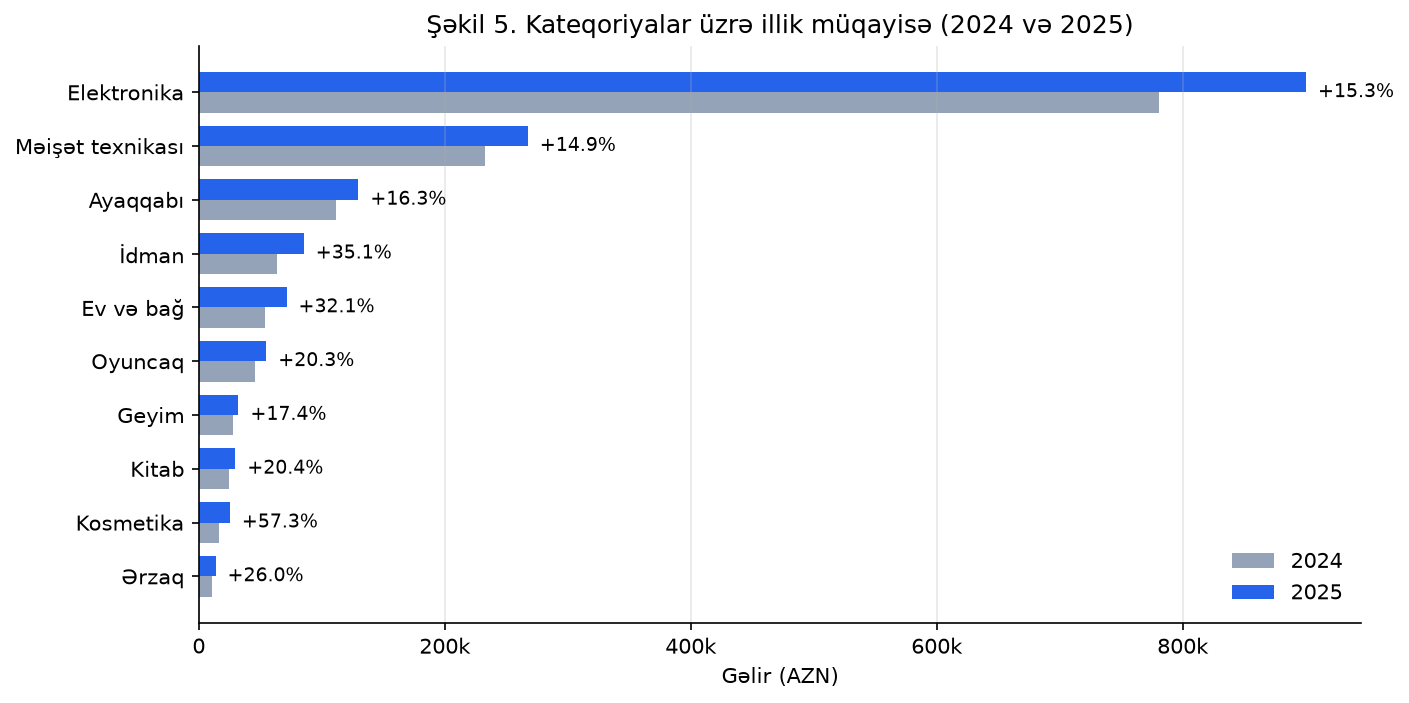 Şəkil 5. Kateqoriyalar üzrə illik müqayisə (2024 və 2025)
Elektronika
+15.3%
Məişət texnikası
+14.9%
Ayaqqabı
+16.3%
İdman
+35.1%
Ev və bağ
+32.1%
Oyuncaq
+20.3%
Geyim
+17.4%
Kitab
+20.4%
Kosmetika
+57.3%
Ərzaq
+26.0%
2024
2025
0
200k
400k
600k
800k
Gəlir (AZN)